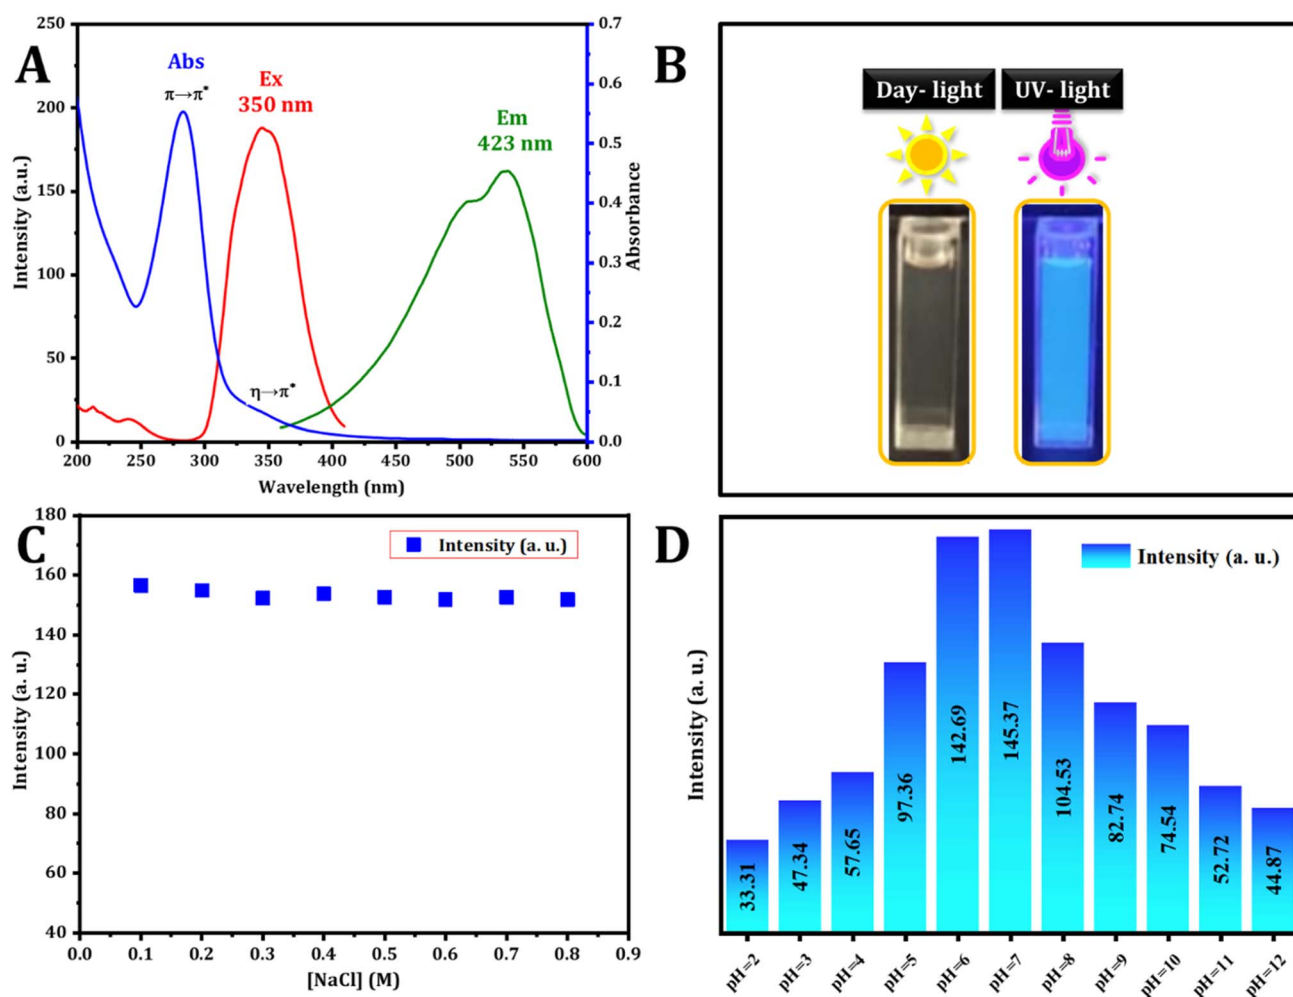 A
Abs
π→π*
Ex
350 nm
Em
423 nm
η→π*
Intensity (a.u.)
250
200
150
100
50
0
Absorbance
0.7
0.6
0.5
0.4
0.3
0.2
0.1
0.0
200 250 300 350 400 450 500 550 600
Wavelength (nm)
B
Day- light
UV- light
C
Intensity (a. u.)
Intensity (a. u.)
180
160
140
120
100
80
60
40
0.0 0.1 0.2 0.3 0.4 0.5 0.6 0.7 0.8 0.9
[NaCl] (M)
D
Intensity (a. u.)
Intensity (a. u.)
33.31
47.34
57.65
97.36
142.69
145.37
104.53
82.74
74.54
52.72
44.87
pH=2
pH=3
pH=4
pH=5
pH=6
pH=7
pH=8
pH=9
pH=10
pH=11
pH=12